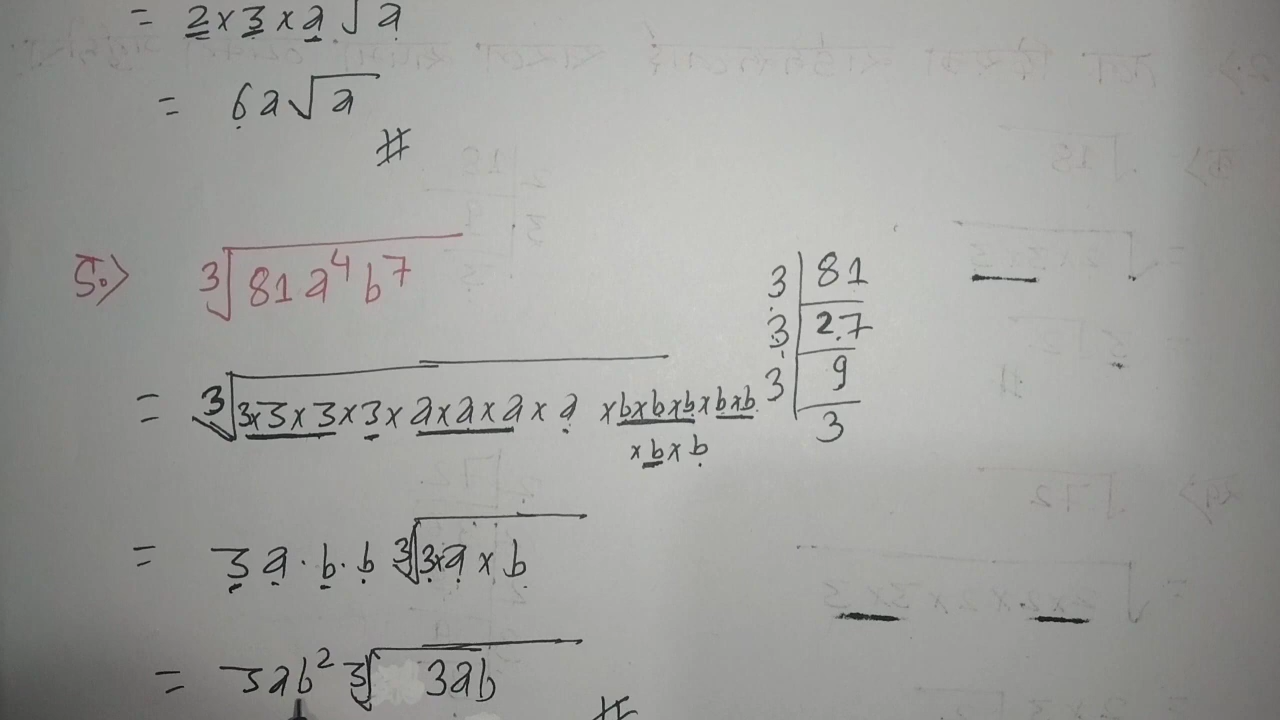 = 2×3×a√a
= 6a√a
#
5.> ∛81a⁴b⁷
3 | 81
3 | 27
3 | 9
3
= ∛3×3×3×3×a×a×a×a ×b×b×b×b×b
×b×b
= 3a·b·b ∛3×a×b
= 3ab² ∛3ab
#